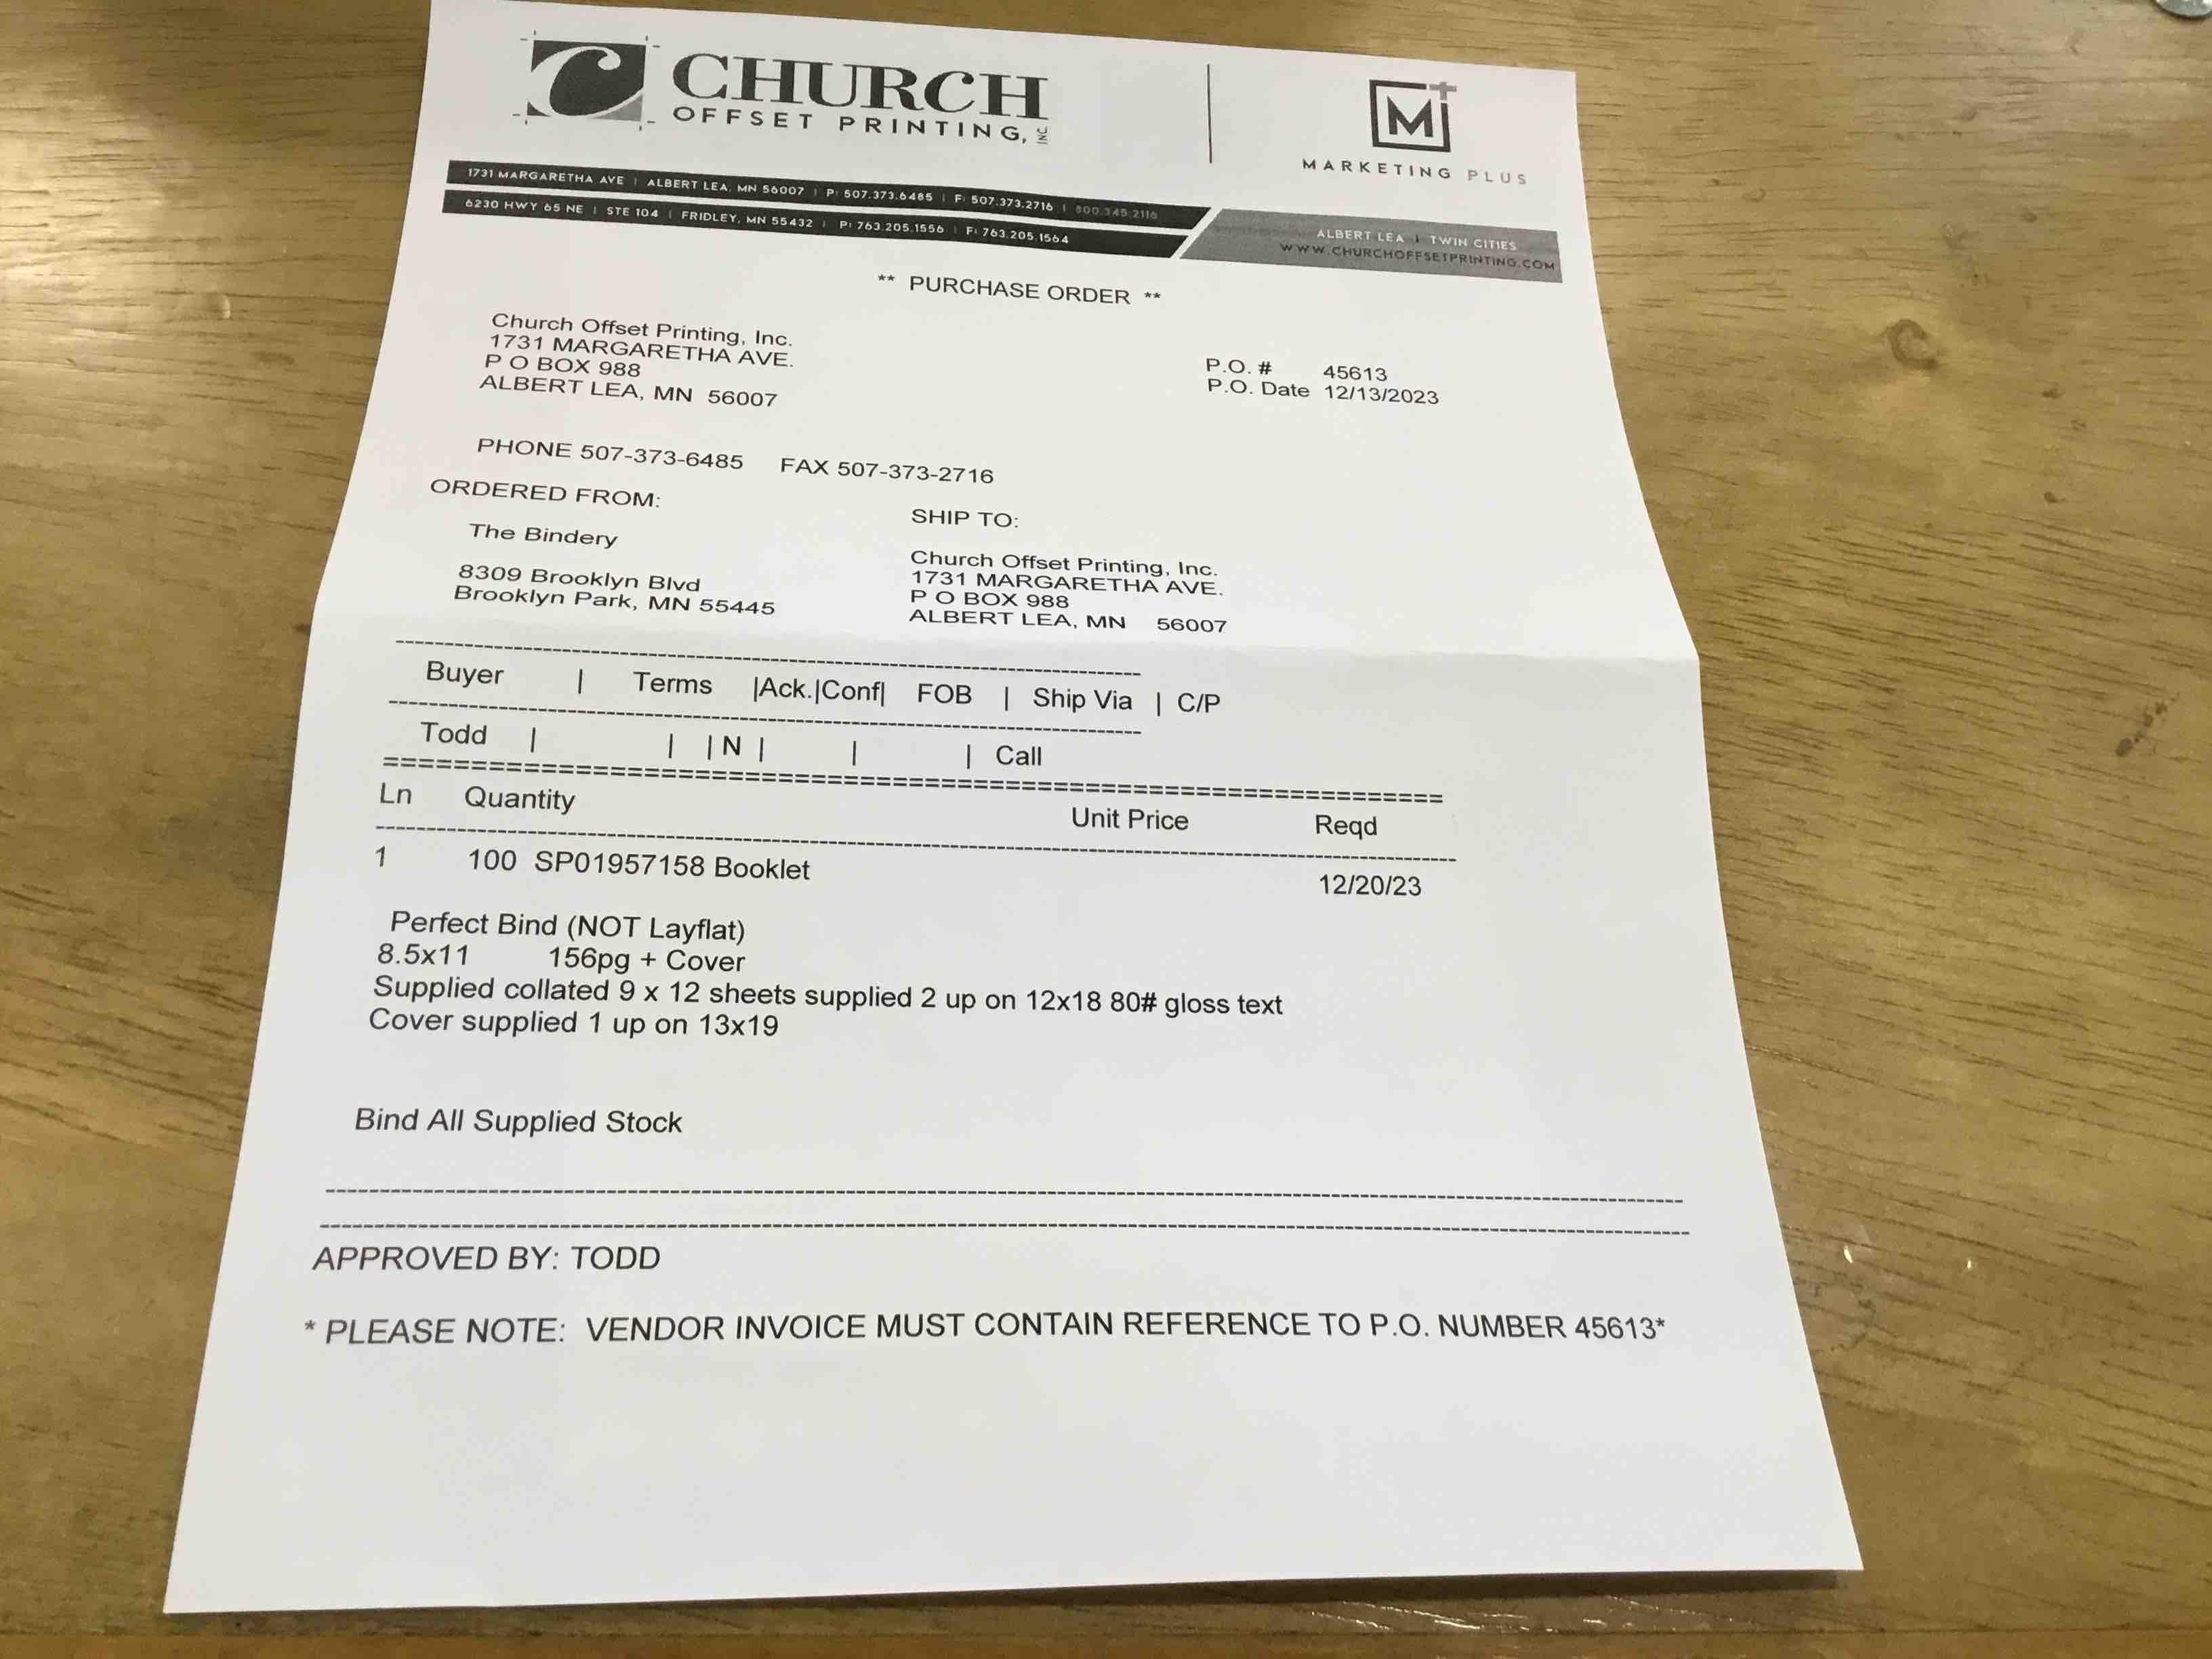 CHURCH
OFFSET PRINTING, INC
MARKETING PLUS
1731 MARGARETHA AVE | ALBERT LEA, MN 56007 | P: 507.373.6485 | F: 507.373.2716 | 800.345.2116
6230 HWY 65 NE | STE 104 | FRIDLEY, MN 55432 | P: 763.205.1556 | F: 763.205.1564
ALBERT LEA | TWIN CITIES
WWW.CHURCHOFFSETPRINTING.COM
** PURCHASE ORDER **
Church Offset Printing, Inc.
1731 MARGARETHA AVE.
P O BOX 988
ALBERT LEA, MN 56007
P.O. # 45613
P.O. Date 12/13/2023
PHONE 507-373-6485 FAX 507-373-2716
ORDERED FROM:
The Bindery
8309 Brooklyn Blvd
Brooklyn Park, MN 55445
SHIP TO:
Church Offset Printing, Inc.
1731 MARGARETHA AVE.
P O BOX 988
ALBERT LEA, MN 56007
Buyer | Terms |Ack.|Conf| FOB | Ship Via | C/P
Todd | | |N | | | Call
Ln Quantity Unit Price Reqd
1 100 SP01957158 Booklet 12/20/23
Perfect Bind (NOT Layflat)
8.5x11 156pg + Cover
Supplied collated 9 x 12 sheets supplied 2 up on 12x18 80# gloss text
Cover supplied 1 up on 13x19
Bind All Supplied Stock
APPROVED BY: TODD
* PLEASE NOTE: VENDOR INVOICE MUST CONTAIN REFERENCE TO P.O. NUMBER 45613*